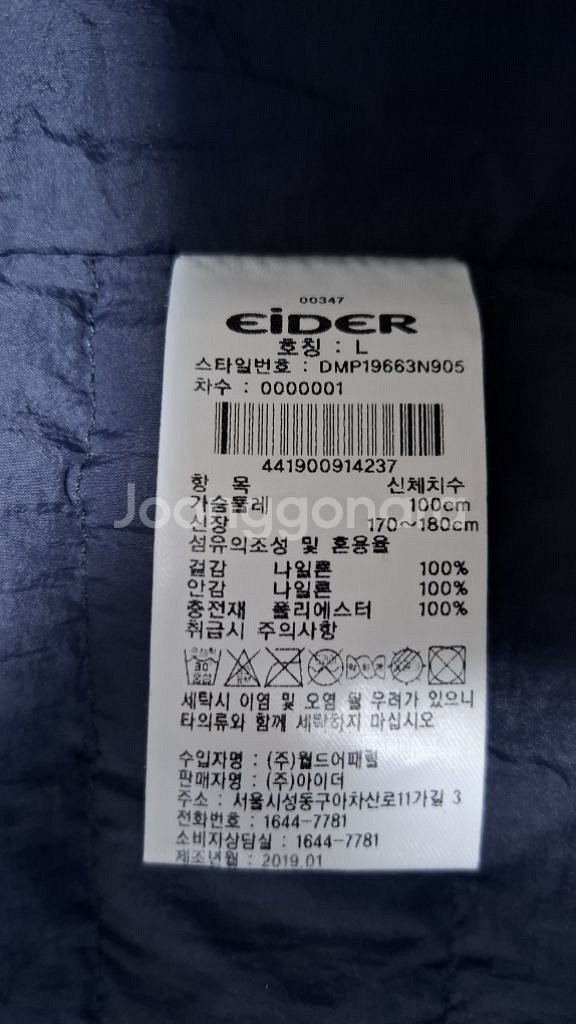 00347
EiDER
호칭 : L
스타일번호 : DMP19663N905
차수 : 0000001
441900914237
항 목 신체치수
가슴둘레 100cm
신장 170~180cm
섬유의조성 및 혼용율
겉감 나일론 100%
안감 나일론 100%
충전재 폴리에스터 100%
취급시 주의사항
30
세탁시 이염 및 오염 될 우려가 있으니
타의류와 함께 세탁하지 마십시오
수입자명 : (주)월드어패럴
판매자명 : (주)아이더
주소 : 서울시성동구아차산로11가길 3
전화번호 : 1644-7781
소비자상담실 : 1644-7781
제조년월 : 2019.01
Joonggonara